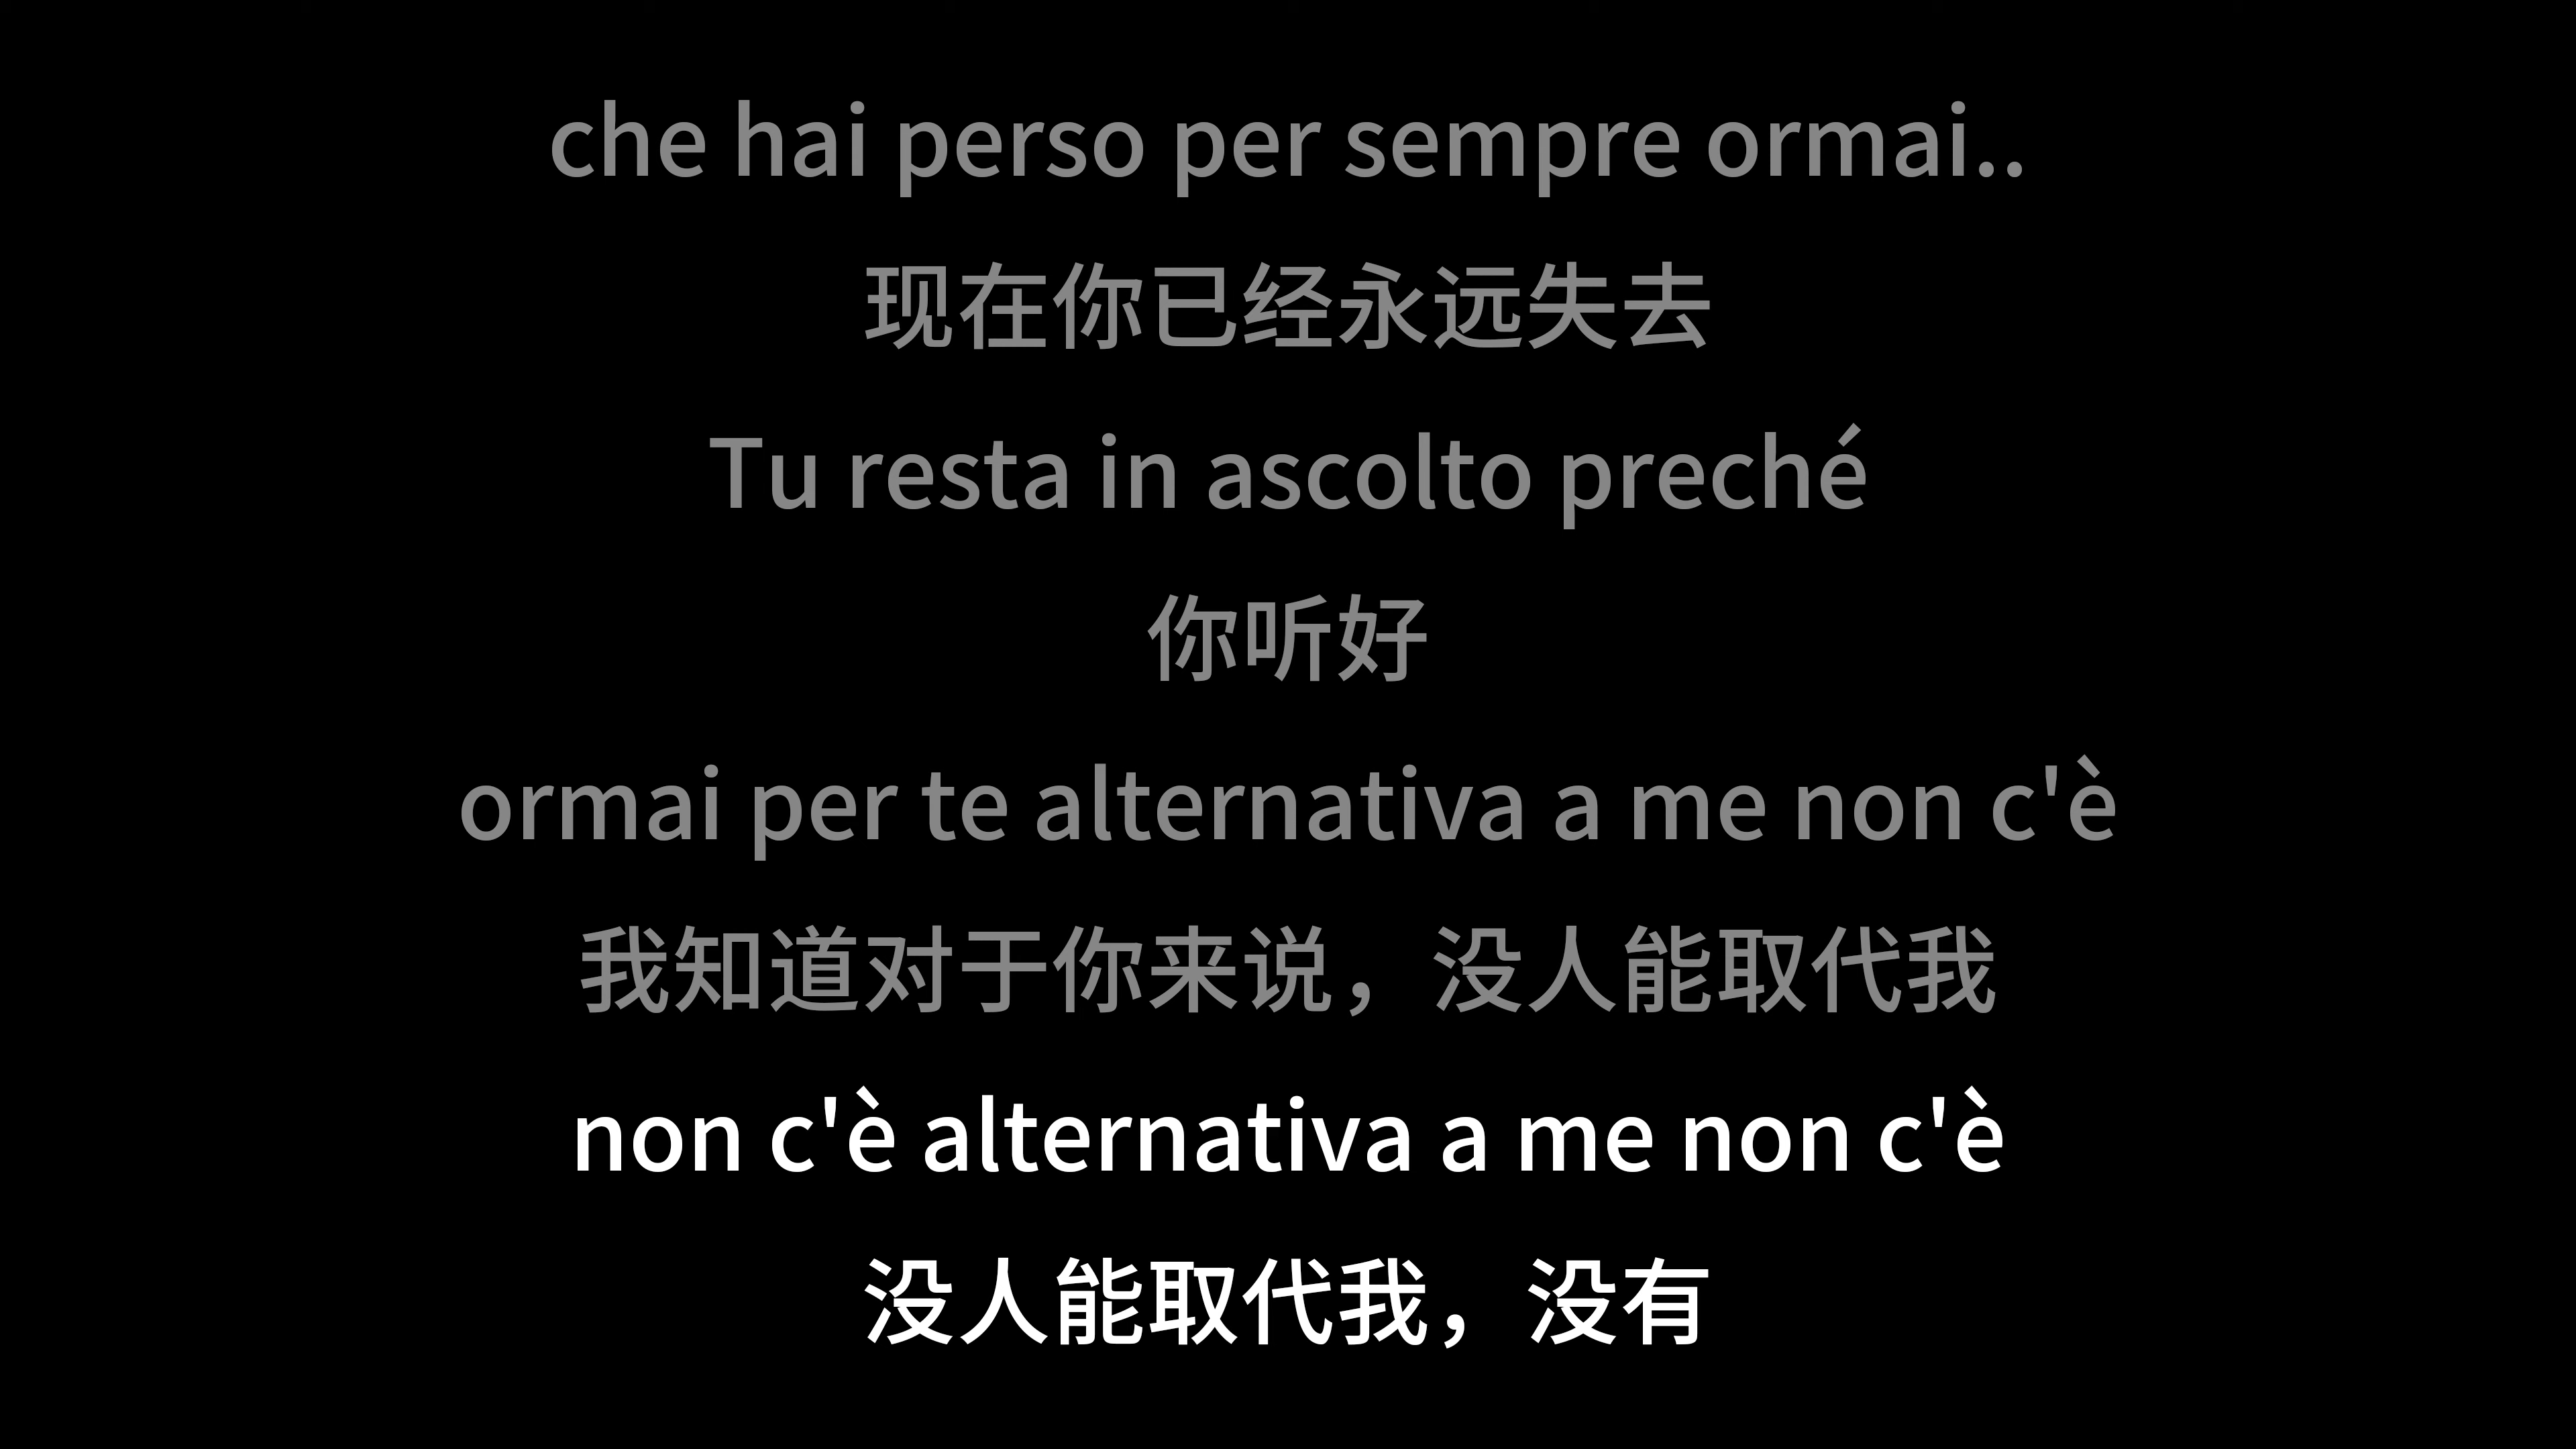 che hai perso per sempre ormai..
现在你已经永远失去
Tu resta in ascolto preché
你听好
ormai per te alternativa a me non c'è
我知道对于你来说，没人能取代我
non c'è alternativa a me non c'è
没人能取代我，没有